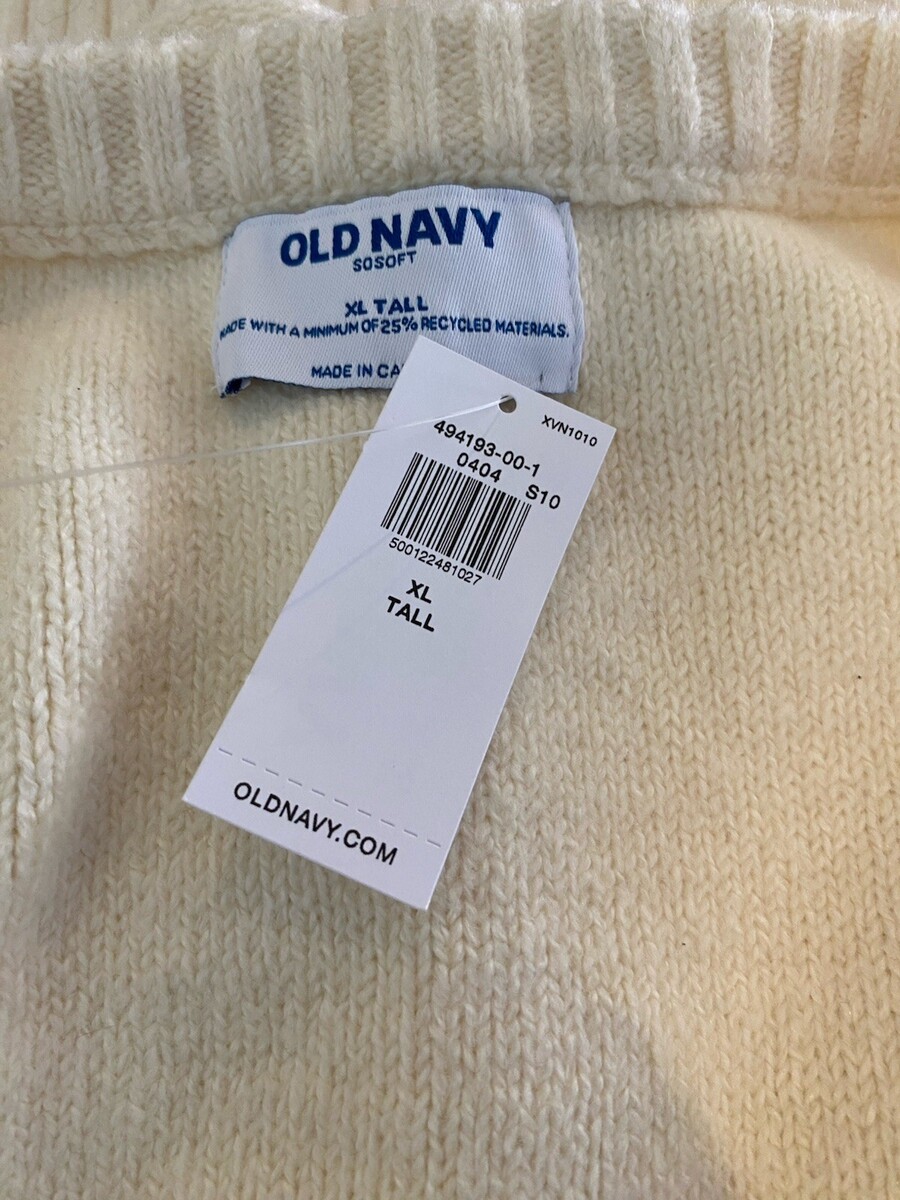 OLD NAVY
SOSOFT
XL TALL
MADE WITH A MINIMUM OF 25% RECYCLED MATERIALS.
MADE IN CA
XVN1010
494193-00-1
0404 S10
500122481027
XL
TALL
OLDNAVY.COM